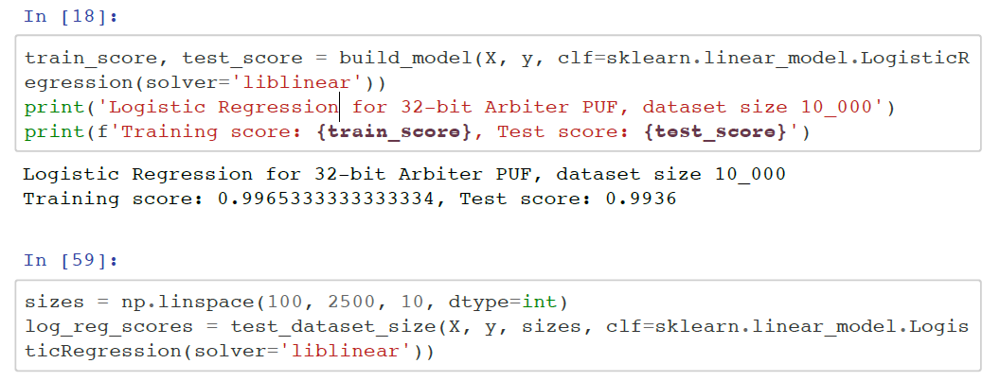 In [18]:
train_score, test_score = build_model(X, y, clf=sklearn.linear_model.LogisticR
egression(solver='liblinear'))
print('Logistic Regression for 32-bit Arbiter PUF, dataset size 10_000')
print(f'Training score: {train_score}, Test score: {test_score}')
Logistic Regression for 32-bit Arbiter PUF, dataset size 10_000
Training score: 0.9965333333333334, Test score: 0.9936
In [59]:
sizes = np.linspace(100, 2500, 10, dtype=int)
log_reg_scores = test_dataset_size(X, y, sizes, clf=sklearn.linear_model.Logis
ticRegression(solver='liblinear'))